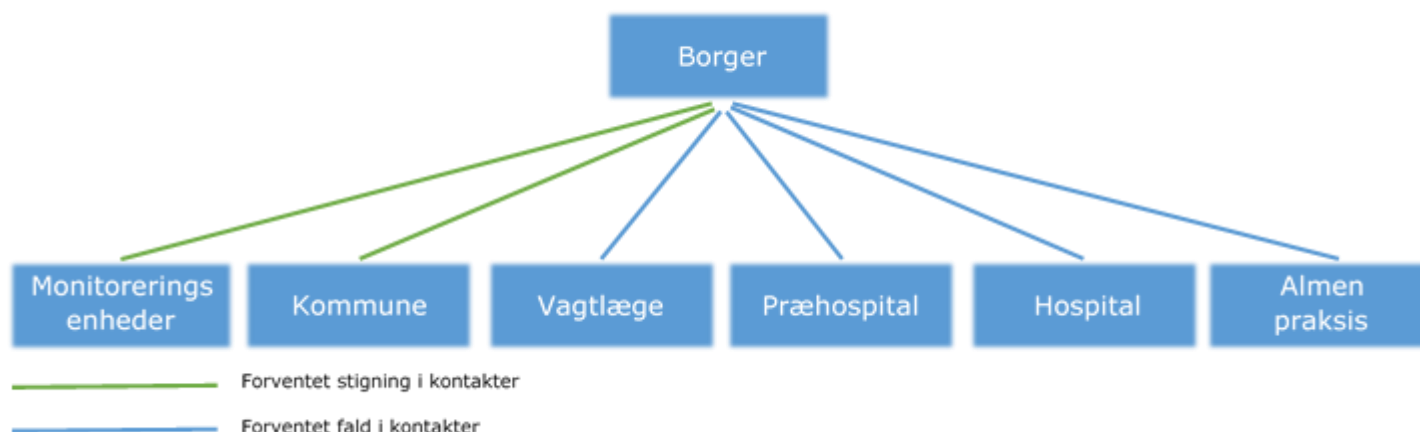 Borger
Monitorerings
enheder
Kommune
Vagtlæge
Præhospital
Hospital
Almen
praksis
Forventet stigning i kontakter
Forventet fald i kontakter